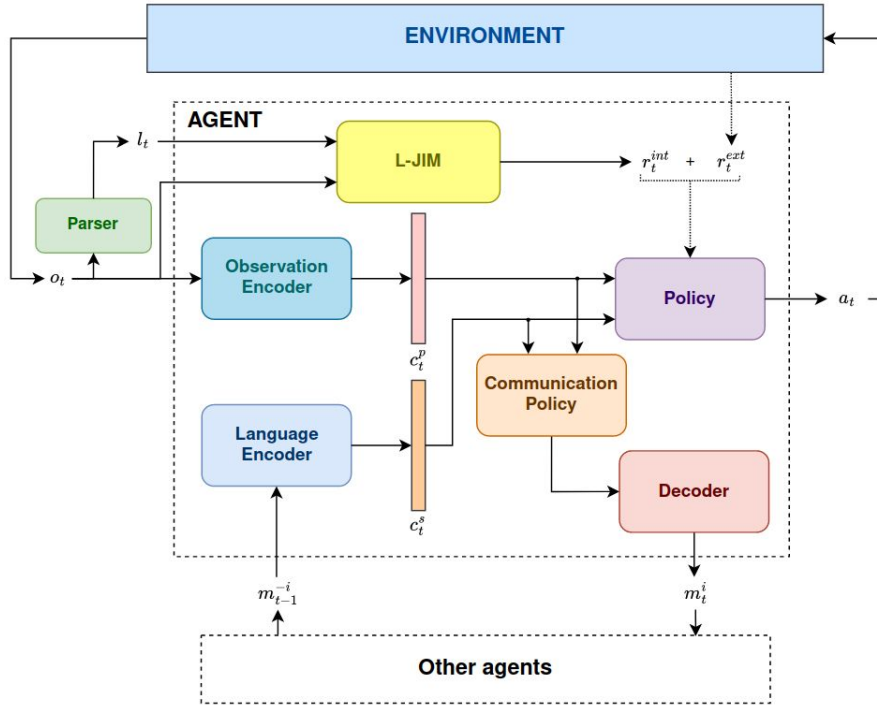 ENVIRONMENT
AGENT
l_t
L-JIM
r_t^{int} + r_t^{ext}
Parser
o_t
Observation
Encoder
Policy
a_t
c_t^p
Communication
Policy
Language
Encoder
Decoder
c_t^s
m_{t-1}^{-i}
m_t^i
Other agents